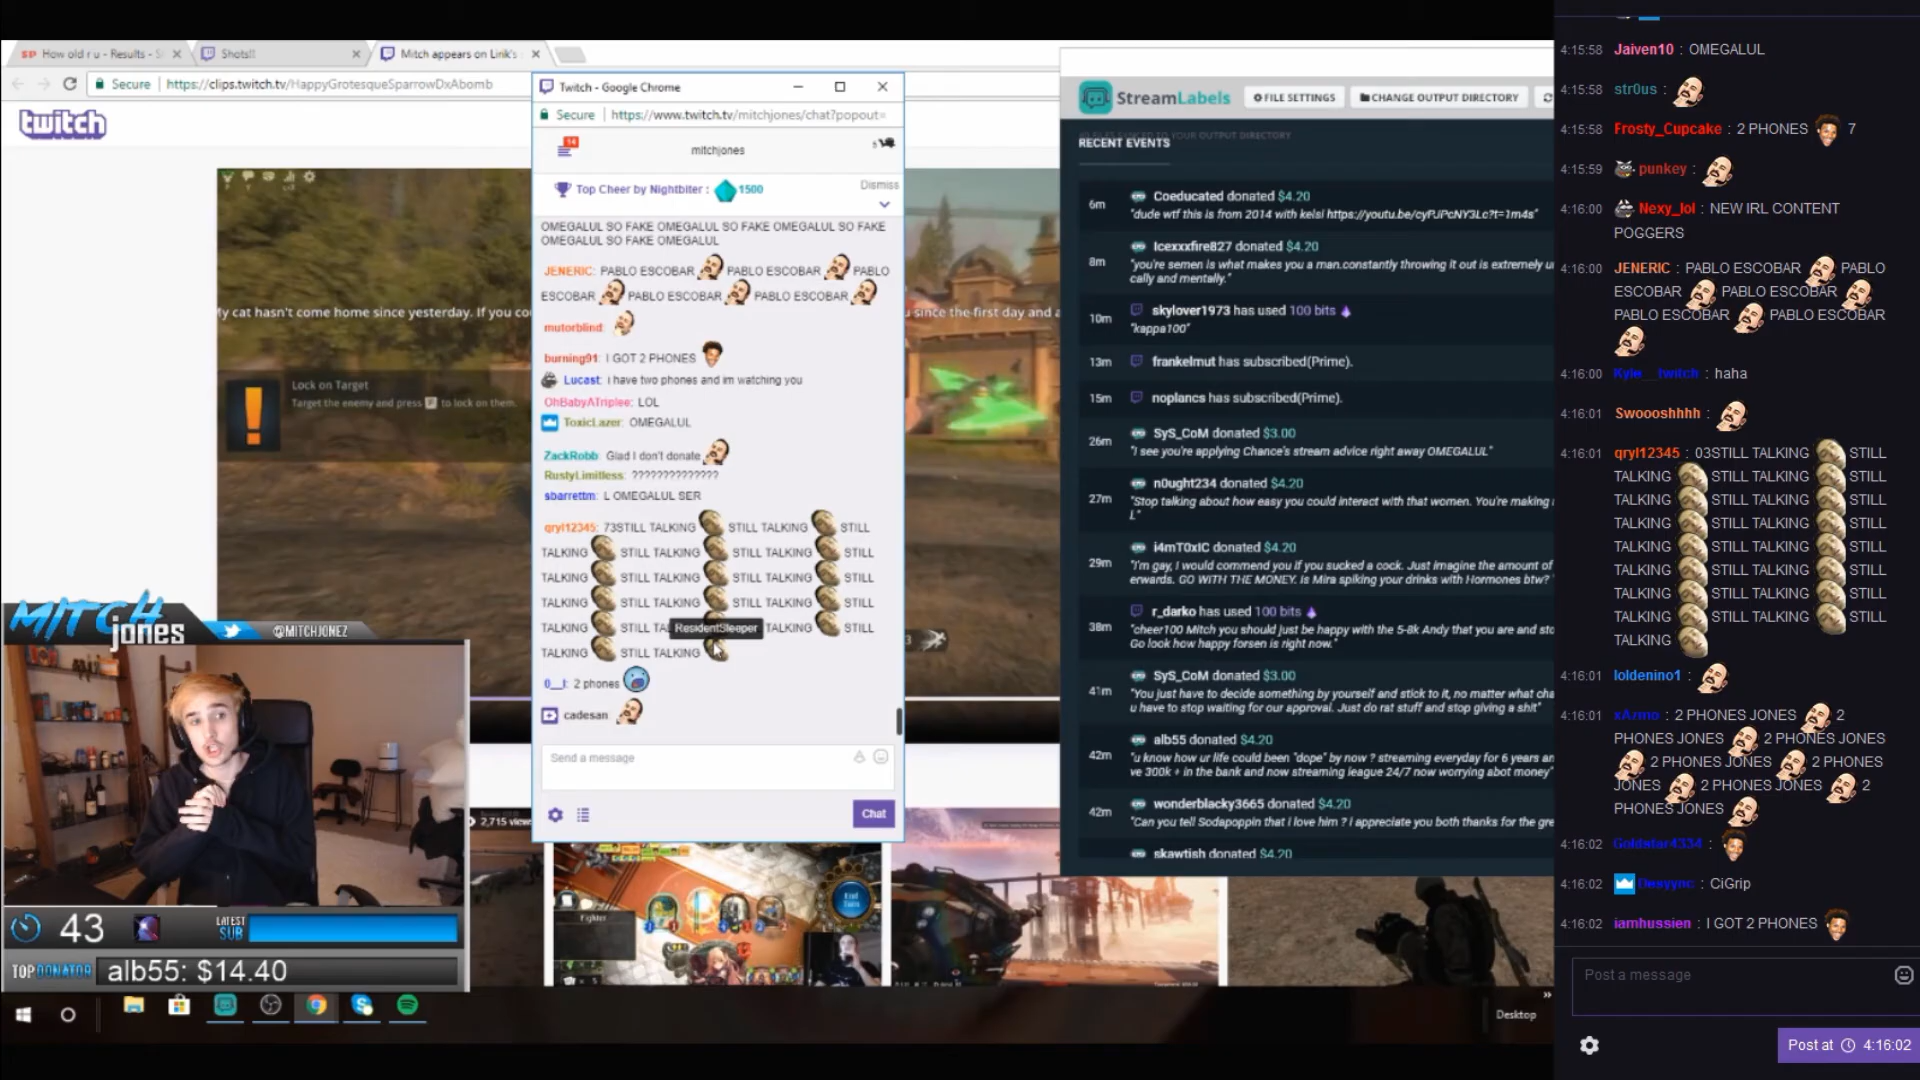 How old r u - Results - S
Shots!!
Mitch appears on Lirik's
Secure
https://clips.twitch.tv/HappyGrotesqueSparrowDxAbomb
twitch
My cat hasn't come home since yesterday. If you cou
since the first day and a
Lock on Target
Target the enemy and press F to lock on them.
MITCH
jones
@MITCHJONEZ
43
LATEST
SUB
TOP DONATOR
alb55: $14.40
2,715 views
Fighter
End
Turn
Twitch - Google Chrome
Secure
https://www.twitch.tv/mitchjones/chat?popout=
14
mitchjones
5
Top Cheer by Nightbiter :
1500
Dismiss
OMEGALUL SO FAKE OMEGALUL SO FAKE OMEGALUL SO FAKE
OMEGALUL SO FAKE OMEGALUL
JENERIC: PABLO ESCOBAR PABLO ESCOBAR PABLO
ESCOBAR PABLO ESCOBAR PABLO ESCOBAR
mutorblind:
burning91: I GOT 2 PHONES
Lucast: i have two phones and im watching you
OhBabyATriplee: LOL
ToxicLazer: OMEGALUL
ZackRobb: Glad I don't donate
RustyLimitless: ??????????????
sbarrettm: L OMEGALUL SER
qryl12345: 73STILL TALKING STILL TALKING STILL
TALKING STILL TALKING STILL TALKING STILL
TALKING STILL TALKING STILL TALKING STILL
TALKING STILL TALKING STILL TALKING STILL
TALKING STILL TAL ResidentSleeper TALKING STILL
TALKING STILL TALKING
0__t: 2 phones
cadesan
Send a message
Chat
StreamLabels
FILE SETTINGS
CHANGE OUTPUT DIRECTORY
RECENT EVENTS
6m
Coeducated donated $4.20
"dude wtf this is from 2014 with kelsi https://youtu.be/cyPJiPcNY3Lc?t=1m4s"
8m
Icexxxfire827 donated $4.20
"you're semen is what makes you a man.constantly throwing it out is extremely u
cally and mentally."
10m
skylover1973 has used 100 bits
"kappa100"
13m
frankelmut has subscribed(Prime).
15m
noplancs has subscribed(Prime).
26m
SyS_CoM donated $3.00
"I see you're applying Chance's stream advice right away OMEGALUL"
27m
n0ught234 donated $4.20
"Stop talking about how easy you could interact with that women. You're making
l."
29m
i4mT0xIC donated $4.20
"I'm gay, I would commend you if you sucked a cock. Just imagine the amount of
erwards. GO WITH THE MONEY. Is Mira spiking your drinks with Hormones btw?
38m
r_darko has used 100 bits
"cheer100 Mitch you should just be happy with the 5-8k Andy that you are and sto
Go look how happy forsen is right now."
41m
SyS_CoM donated $3.00
"You just have to decide something by yourself and stick to it, no matter what cha
u have to stop waiting for our approval. Just do rat stuff and stop giving a shit"
42m
alb55 donated $4.20
"u know how ur life could been "dope" by now ? streaming everyday for 6 years an
ve 300k + in the bank and now streaming league 24/7 now worrying abot money"
42m
wonderblacky3665 donated $4.20
"Can you tell Sodapoppin that i love him ? i appreciate you both thanks for the gre
skawtish donated $4.20
Desktop
4:15:58 Jaiven10 : OMEGALUL
4:15:58 str0us :
4:15:58 Frosty_Cupcake : 2 PHONES 7
4:15:59 punkey :
4:16:00 Nexy_lol : NEW IRL CONTENT
POGGERS
4:16:00 JENERIC : PABLO ESCOBAR PABLO
ESCOBAR PABLO ESCOBAR
PABLO ESCOBAR PABLO ESCOBAR
4:16:00 Kyle__twitch : haha
4:16:01 Swoooshhhh :
4:16:01 qryl12345 : 03STILL TALKING STILL
TALKING STILL TALKING STILL
TALKING STILL TALKING STILL
TALKING STILL TALKING STILL
TALKING STILL TALKING STILL
TALKING STILL TALKING STILL
TALKING STILL TALKING STILL
TALKING STILL TALKING STILL
TALKING
4:16:01 loldenino1 :
4:16:01 xArmo : 2 PHONES JONES 2
PHONES JONES 2 PHONES JONES
2 PHONES JONES 2 PHONES
JONES 2 PHONES JONES 2
PHONES JONES
4:16:02 Goldstar4334 :
4:16:02 Desyync : CiGrip
4:16:02 iamhussien : I GOT 2 PHONES
Post a message
Post at 4:16:02